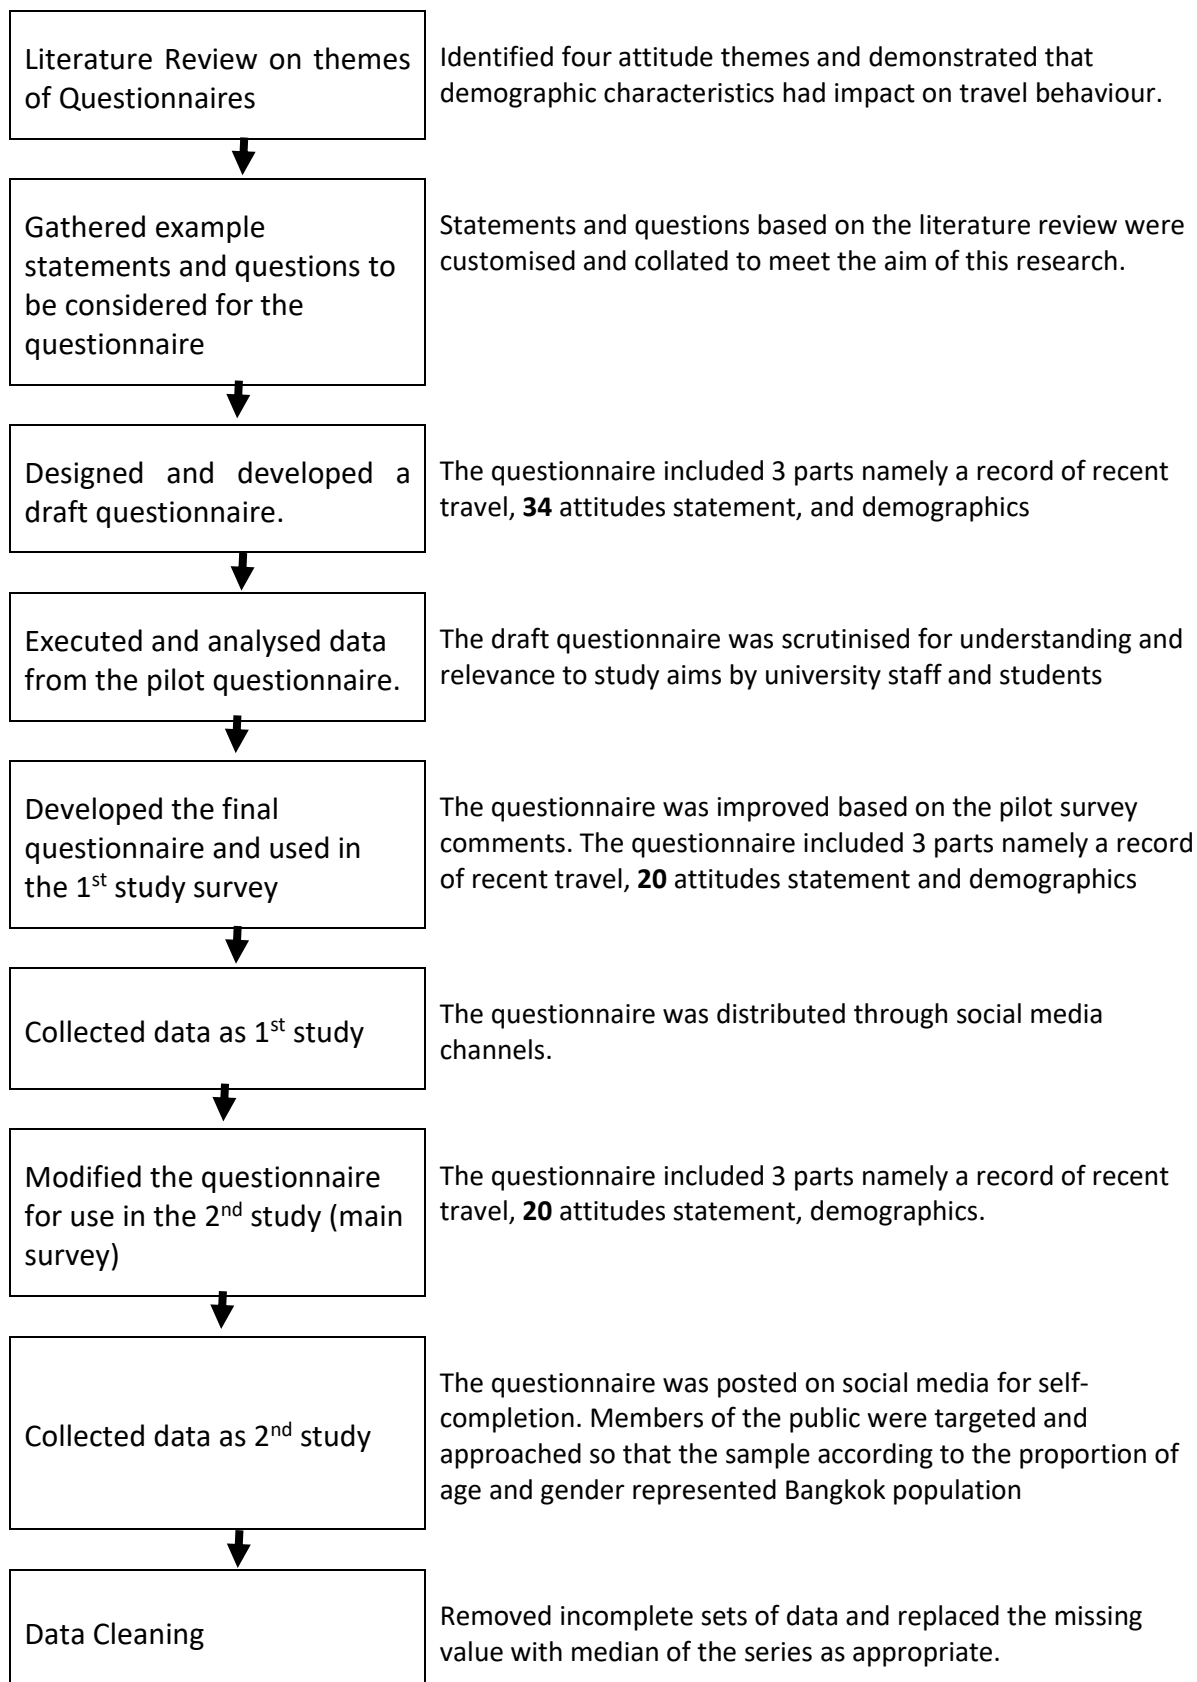 Literature Review on themes
of Questionnaires
Identified four attitude themes and demonstrated that
demographic characteristics had impact on travel behaviour.
Gathered example
statements and questions to
be considered for the
questionnaire
Statements and questions based on the literature review were
customised and collated to meet the aim of this research.
Designed and developed a
draft questionnaire.
The questionnaire included 3 parts namely a record of recent
travel, 34 attitudes statement, and demographics
Executed and analysed data
from the pilot questionnaire.
The draft questionnaire was scrutinised for understanding and
relevance to study aims by university staff and students
Developed the final
questionnaire and used in
the 1st study survey
The questionnaire was improved based on the pilot survey
comments. The questionnaire included 3 parts namely a record
of recent travel, 20 attitudes statement and demographics
Collected data as 1st study
The questionnaire was distributed through social media
channels.
Modified the questionnaire
for use in the 2nd study (main
survey)
The questionnaire included 3 parts namely a record of recent
travel, 20 attitudes statement, demographics.
Collected data as 2nd study
The questionnaire was posted on social media for self-
completion. Members of the public were targeted and
approached so that the sample according to the proportion of
age and gender represented Bangkok population
Data Cleaning
Removed incomplete sets of data and replaced the missing
value with median of the series as appropriate.